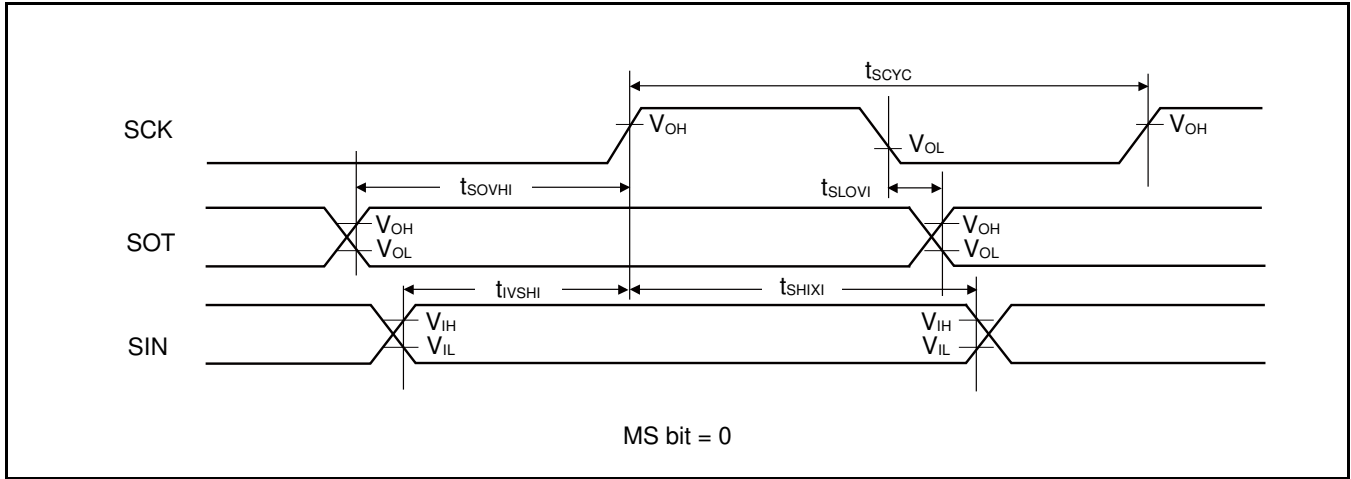 tSCYC
SCK
VOH
VOL
VOH
tSOVHI
tSLOVI
SOT
VOH
VOL
VOH
VOL
tIVSHI
tSHIXI
SIN
VIH
VIL
VIH
VIL
MS bit = 0